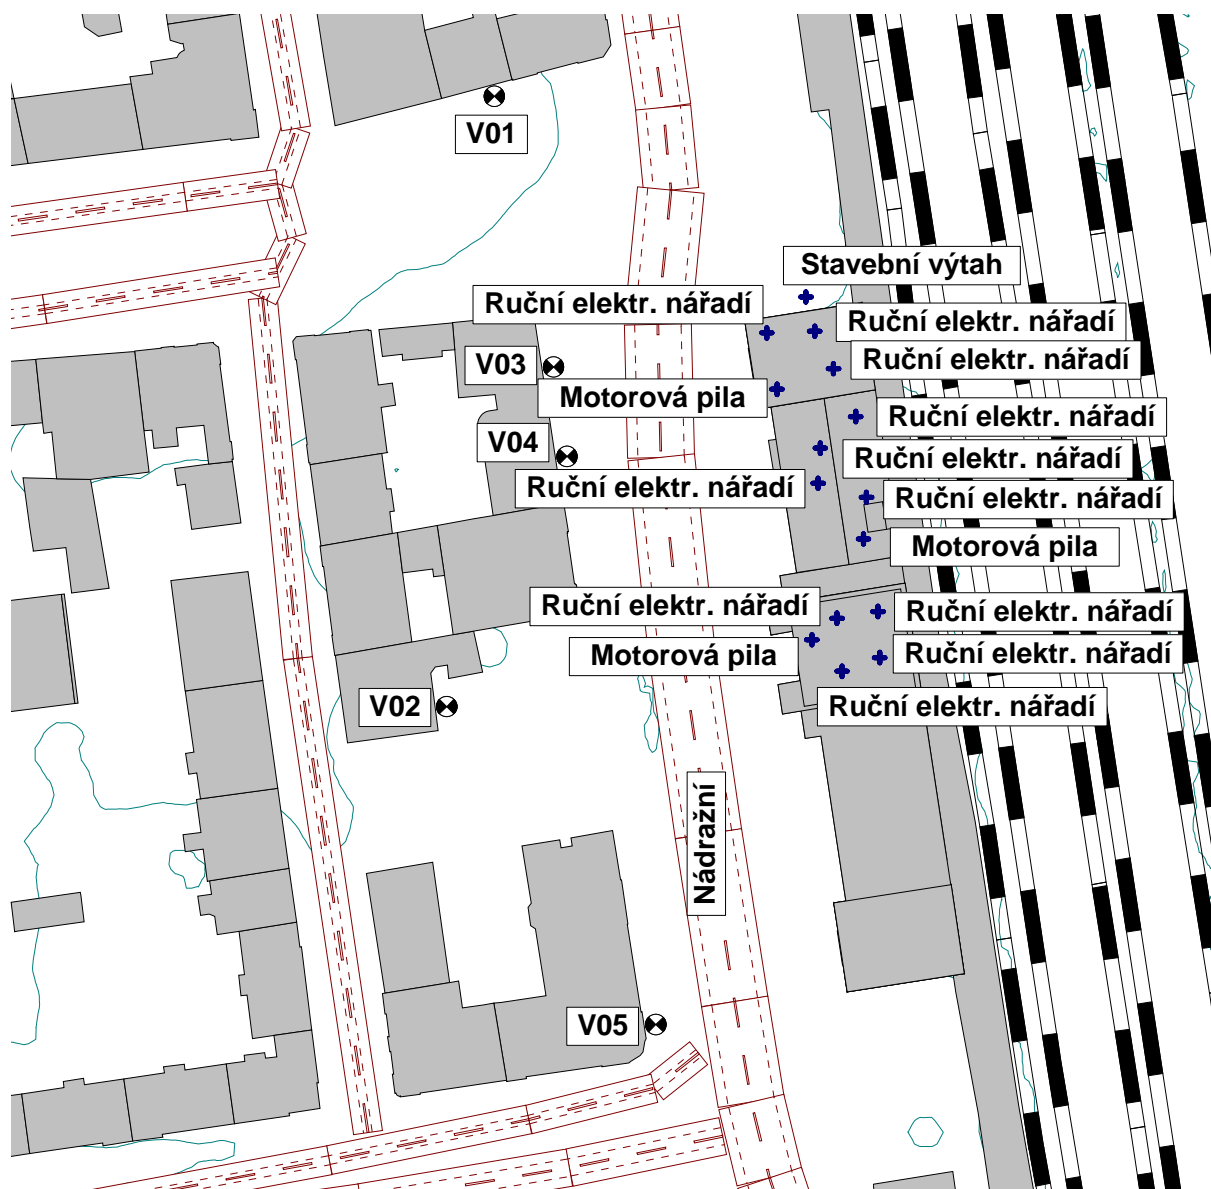 V01
Stavební výtah
Ruční elektr. nářadí
Ruční elektr. nářadí
Ruční elektr. nářadí
V03
Motorová pila
Ruční elektr. nářadí
V04
Ruční elektr. nářadí
Ruční elektr. nářadí
Ruční elektr. nářadí
Motorová pila
Ruční elektr. nářadí
Ruční elektr. nářadí
Motorová pila
Ruční elektr. nářadí
V02
Ruční elektr. nářadí
Nádražní
V05